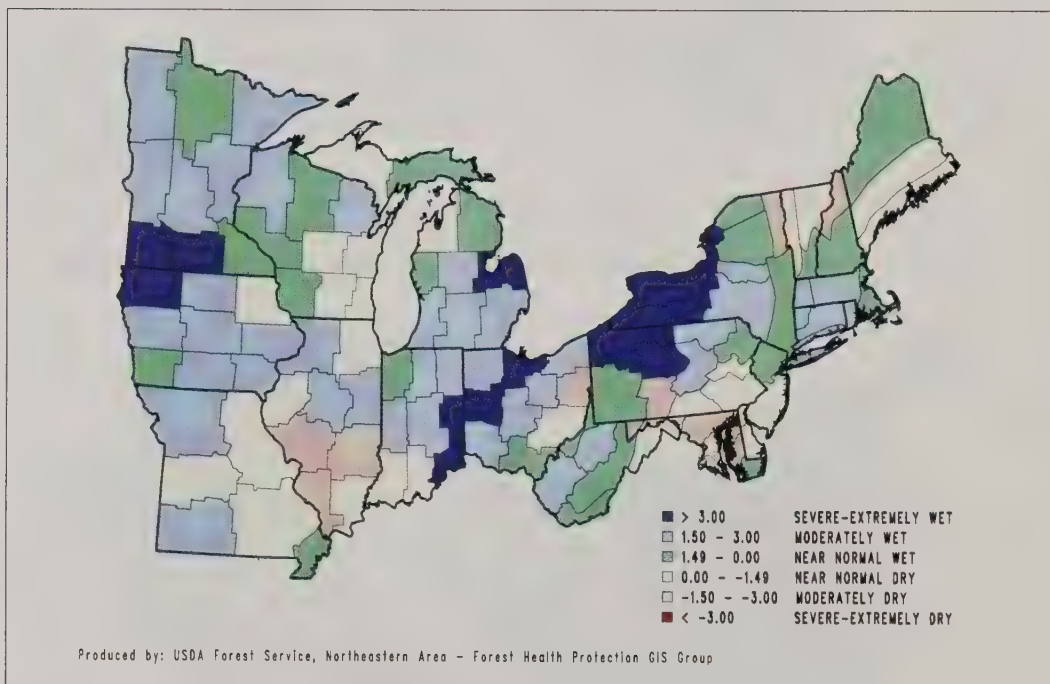 > 3.00 SEVERE-EXTREMELY WET
1.50 - 3.00 MODERATELY WET
1.49 - 0.00 NEAR NORMAL WET
0.00 - -1.49 NEAR NORMAL DRY
-1.50 - -3.00 MODERATELY DRY
< -3.00 SEVERE-EXTREMELY DRY
Produced by: USDA Forest Service, Northeastern Area - Forest Health Protection GIS Group